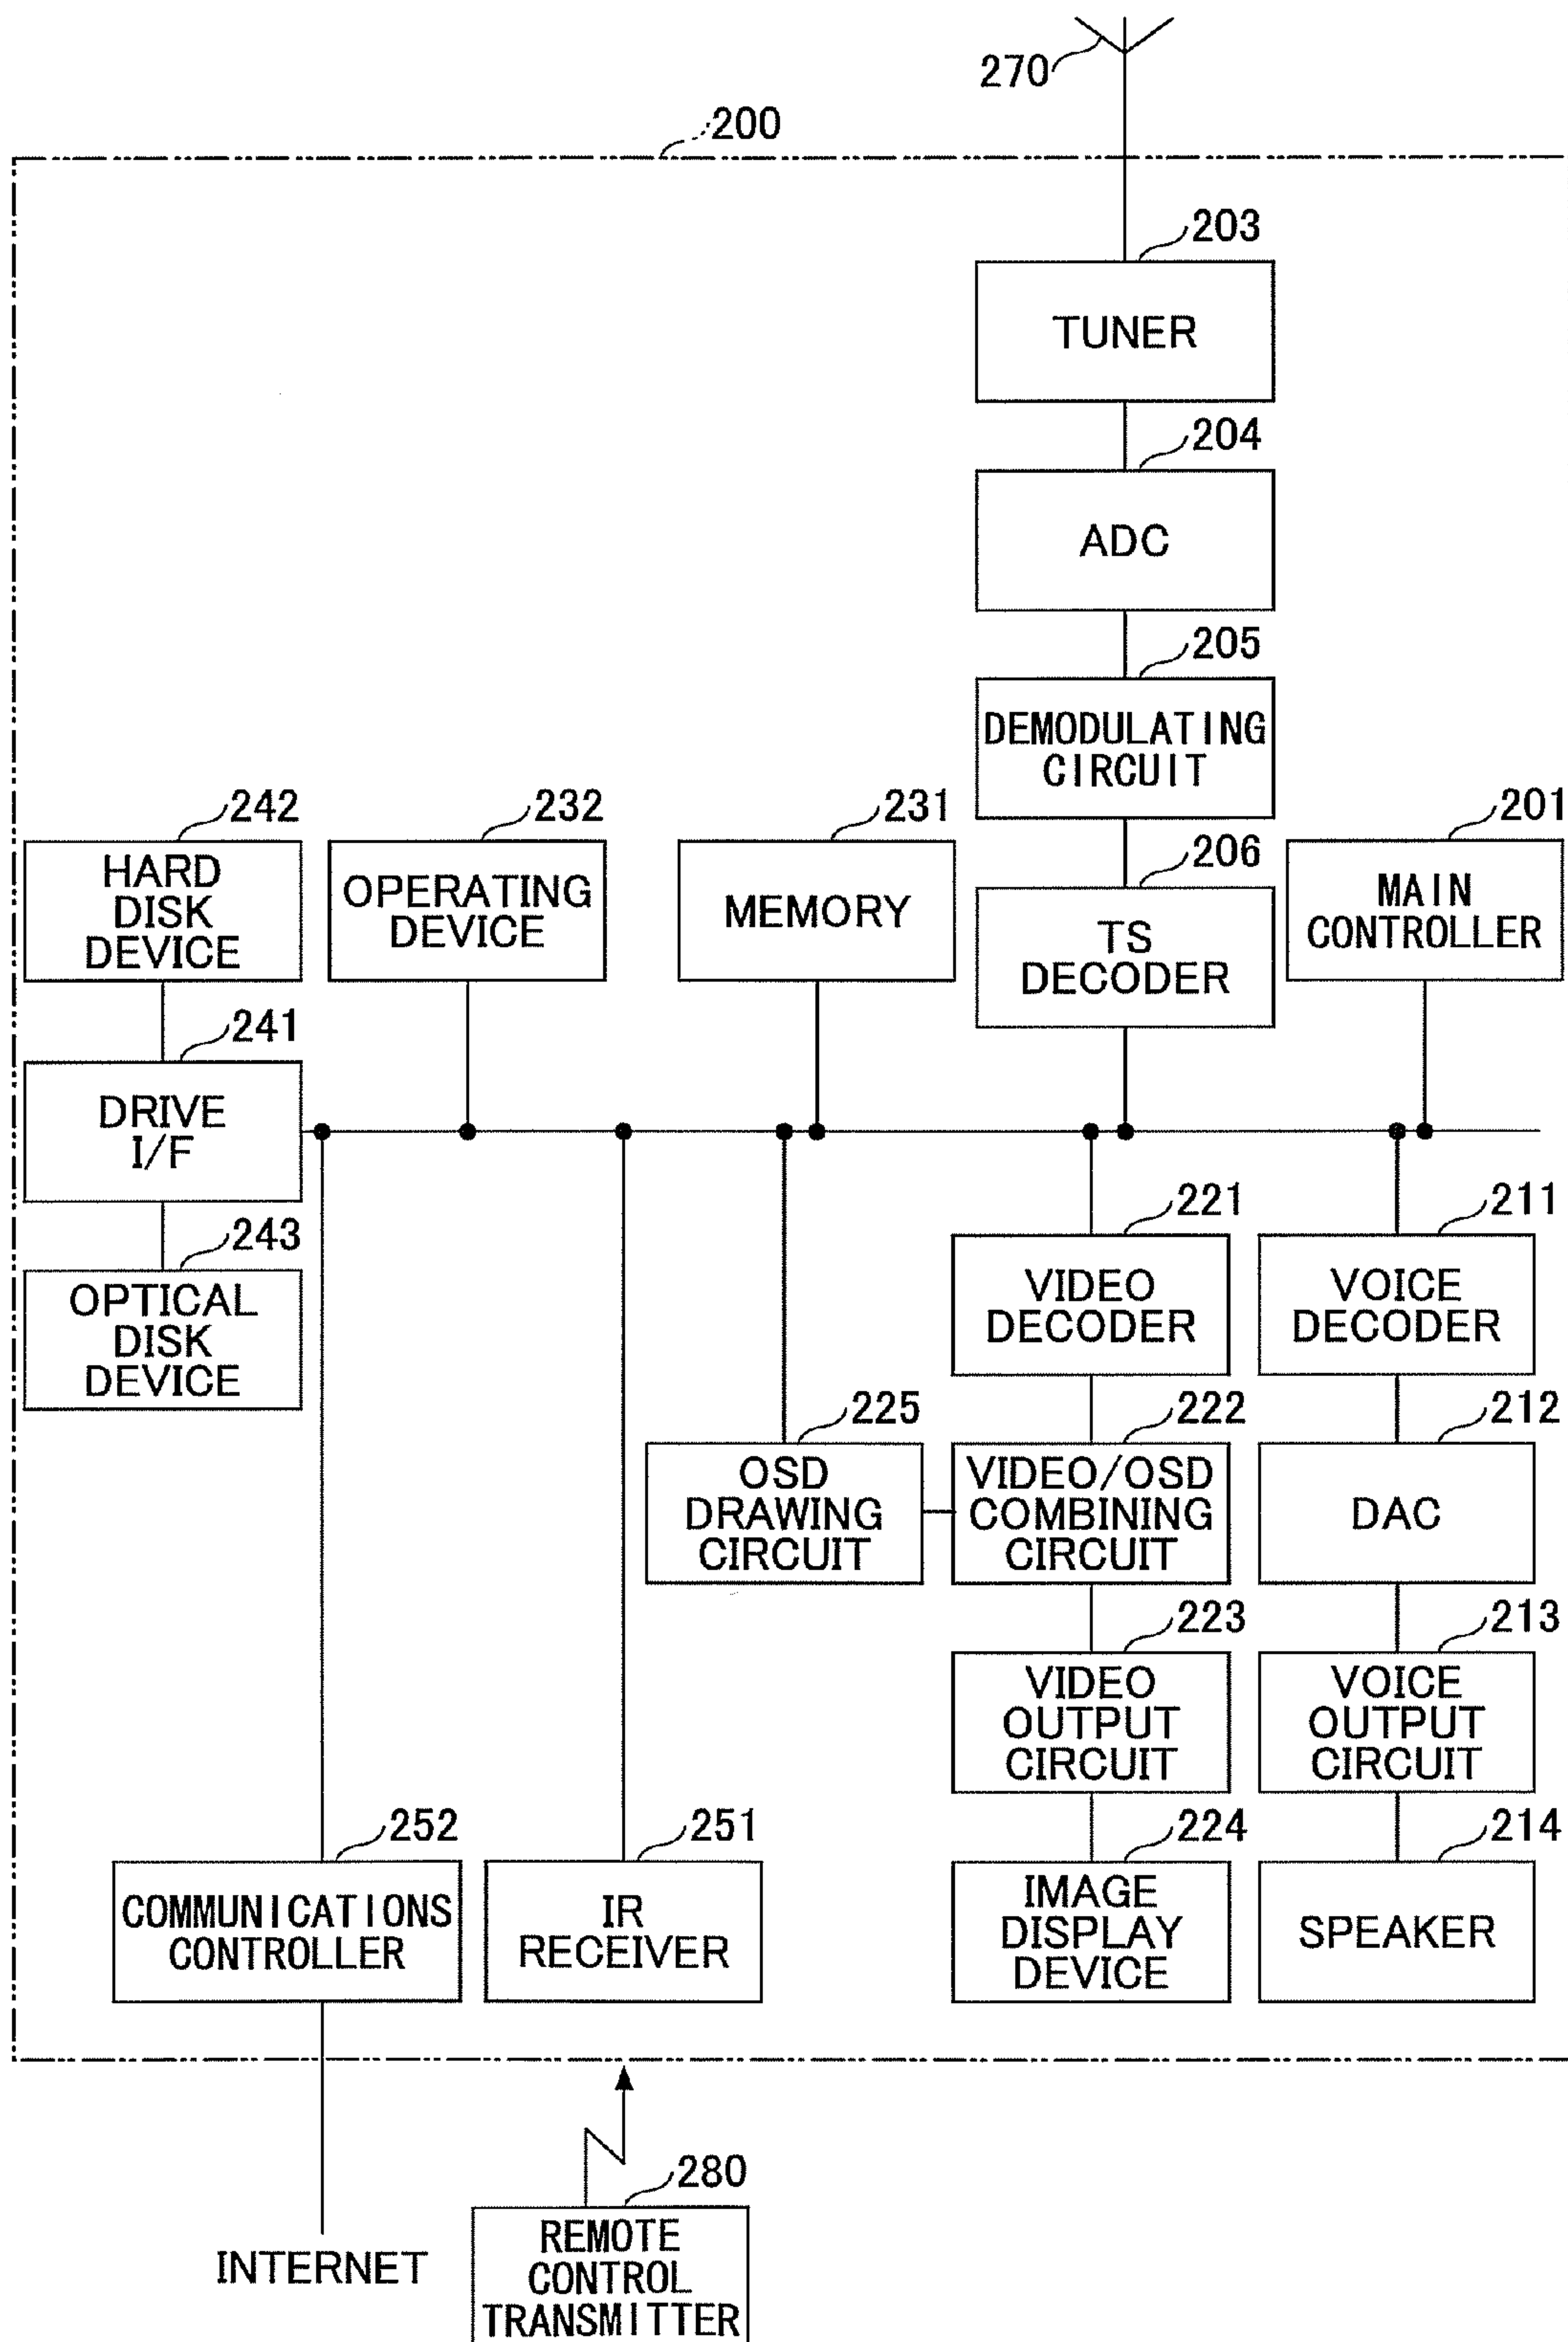 270
200
203
TUNER
204
ADC
205
DEMODULATING
CIRCUIT
242
HARD
DISK
DEVICE
232
OPERATING
DEVICE
231
MEMORY
206
TS
DECODER
201
MAIN
CONTROLLER
241
DRIVE
I/F
243
OPTICAL
DISK
DEVICE
221
VIDEO
DECODER
211
VOICE
DECODER
225
OSD
DRAWING
CIRCUIT
222
VIDEO/OSD
COMBINING
CIRCUIT
212
DAC
223
VIDEO
OUTPUT
CIRCUIT
213
VOICE
OUTPUT
CIRCUIT
252
COMMUNICATIONS
CONTROLLER
251
IR
RECEIVER
224
IMAGE
DISPLAY
DEVICE
214
SPEAKER
INTERNET
280
REMOTE
CONTROL
TRANSMITTER